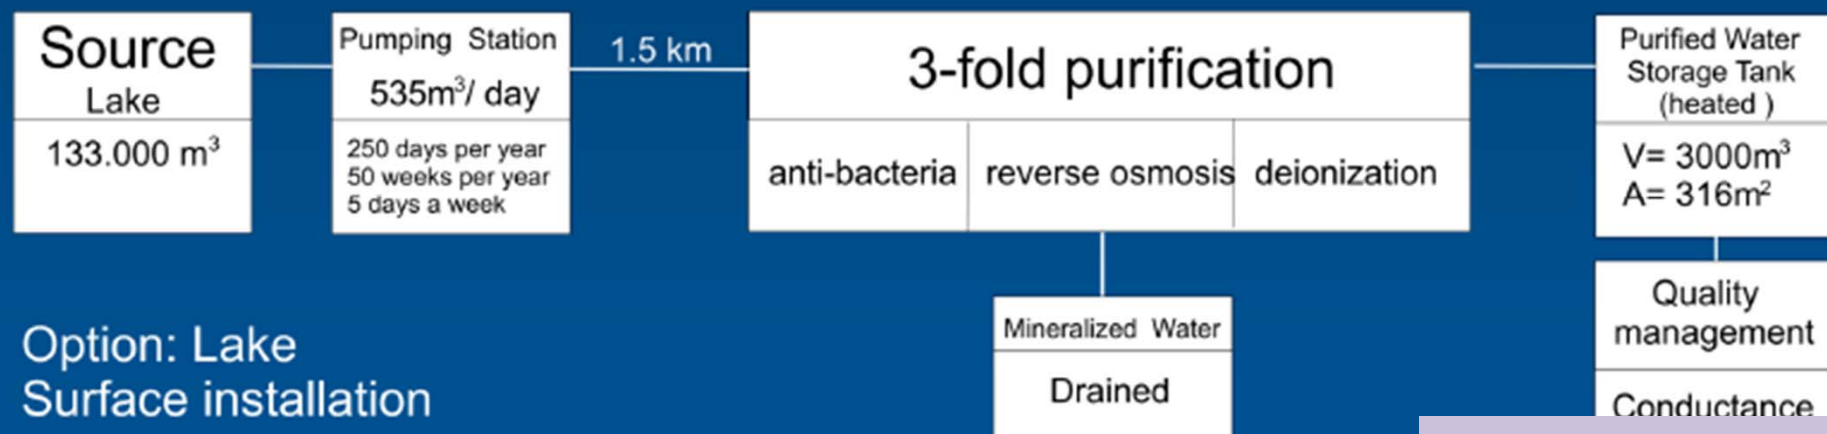 Source
Lake
133.000 m³
Pumping Station
535m³/ day
250 days per year
50 weeks per year
5 days a week
1.5 km
3-fold purification
anti-bacteria
reverse osmosis
deionization
Mineralized Water
Drained
Purified Water
Storage Tank
(heated )
V= 3000m³
A= 316m²
Quality
management
Conductance
Option: Lake
Surface installation